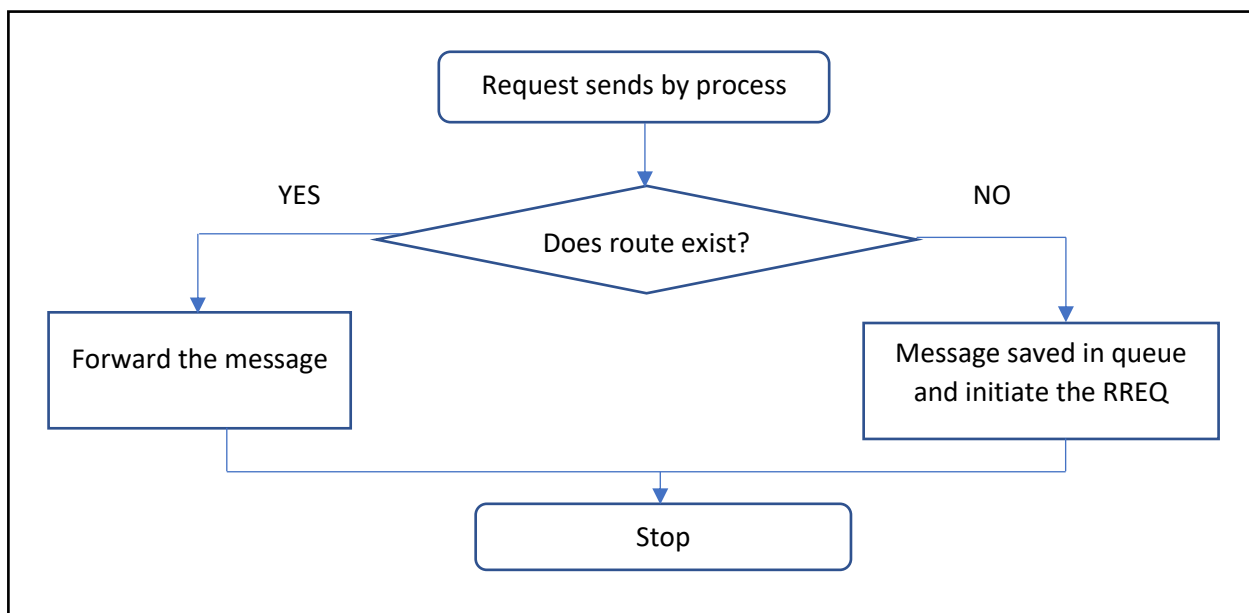 Request sends by process
YES
NO
Does route exist?
Forward the message
Message saved in queue
and initiate the RREQ
Stop